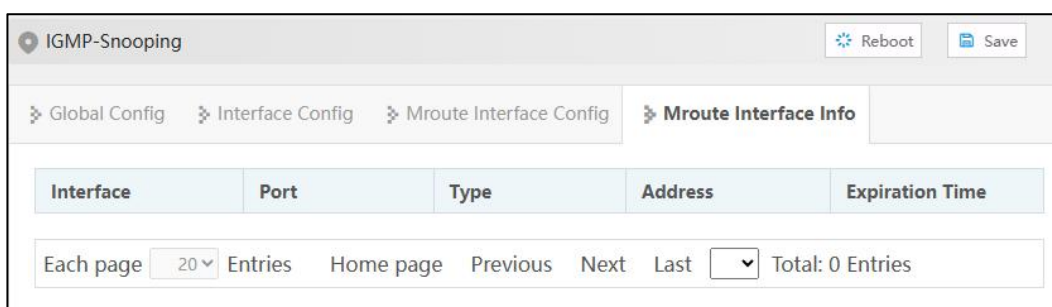 IGMP-Snooping Reboot Save
Global Config Interface Config Mroute Interface Config Mroute Interface Info
Interface Port Type Address Expiration Time
Each page 20 Entries Home page Previous Next Last Total: 0 Entries